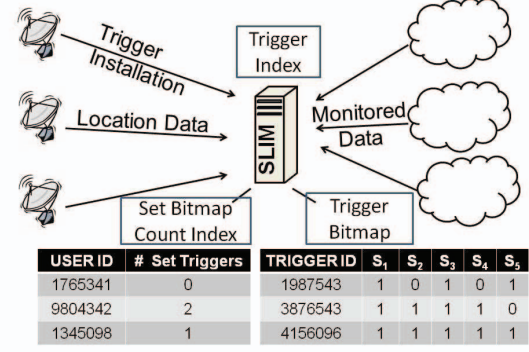 Trigger
Installation
Trigger
Index
Location Data
SLIM
Monitored
Data
Set Bitmap
Count Index
Trigger
Bitmap
USER ID # Set Triggers
1765341 0
9804342 2
1345098 1
TRIGGER ID S1 S2 S3 S4 S5
1987543 1 0 1 0 1
3876543 1 1 1 1 0
4156096 1 1 1 1 1